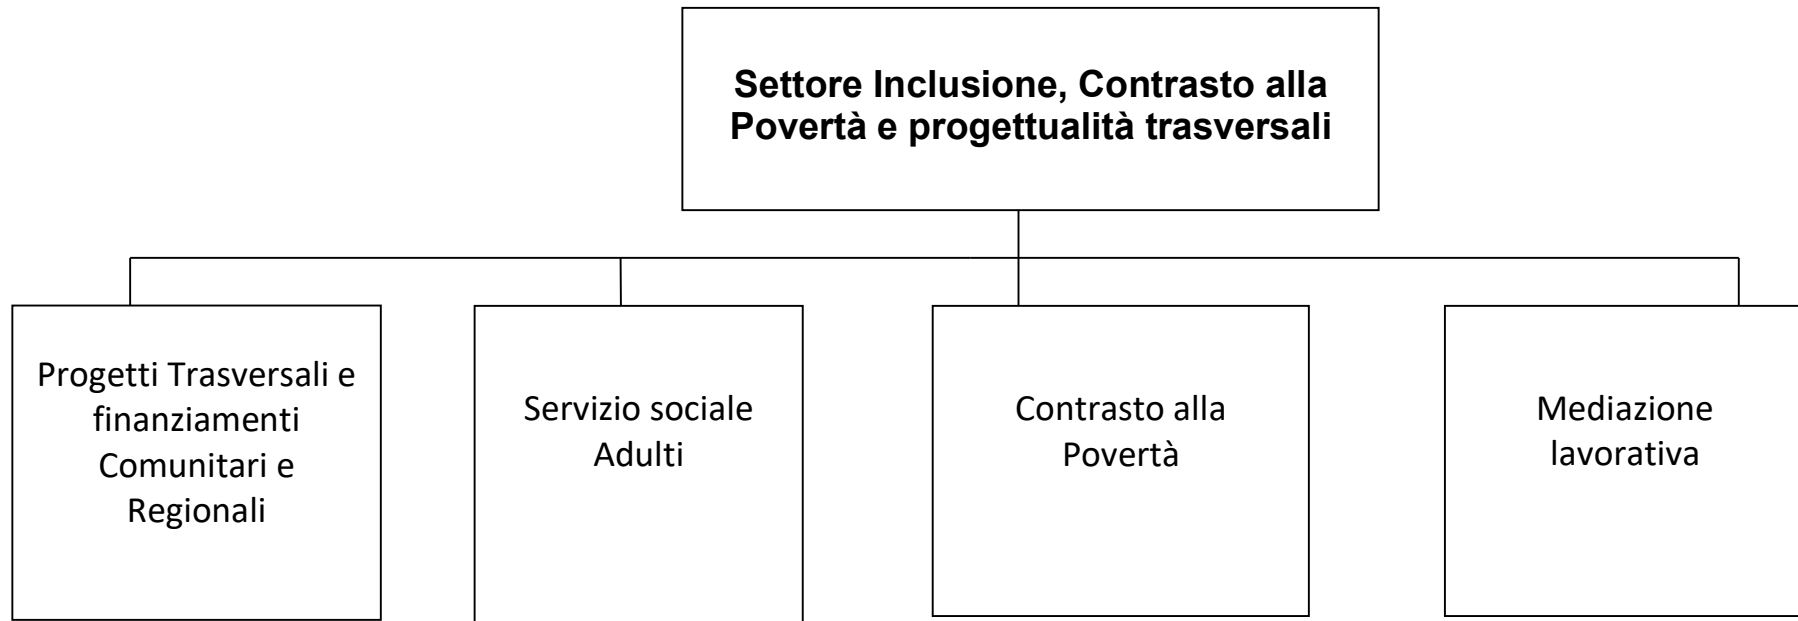 Settore Inclusione, Contrasto alla
Povertà e progettualità trasversali
Progetti Trasversali e
finanziamenti
Comunitari e
Regionali
Servizio sociale
Adulti
Contrasto alla
Povertà
Mediazione
lavorativa